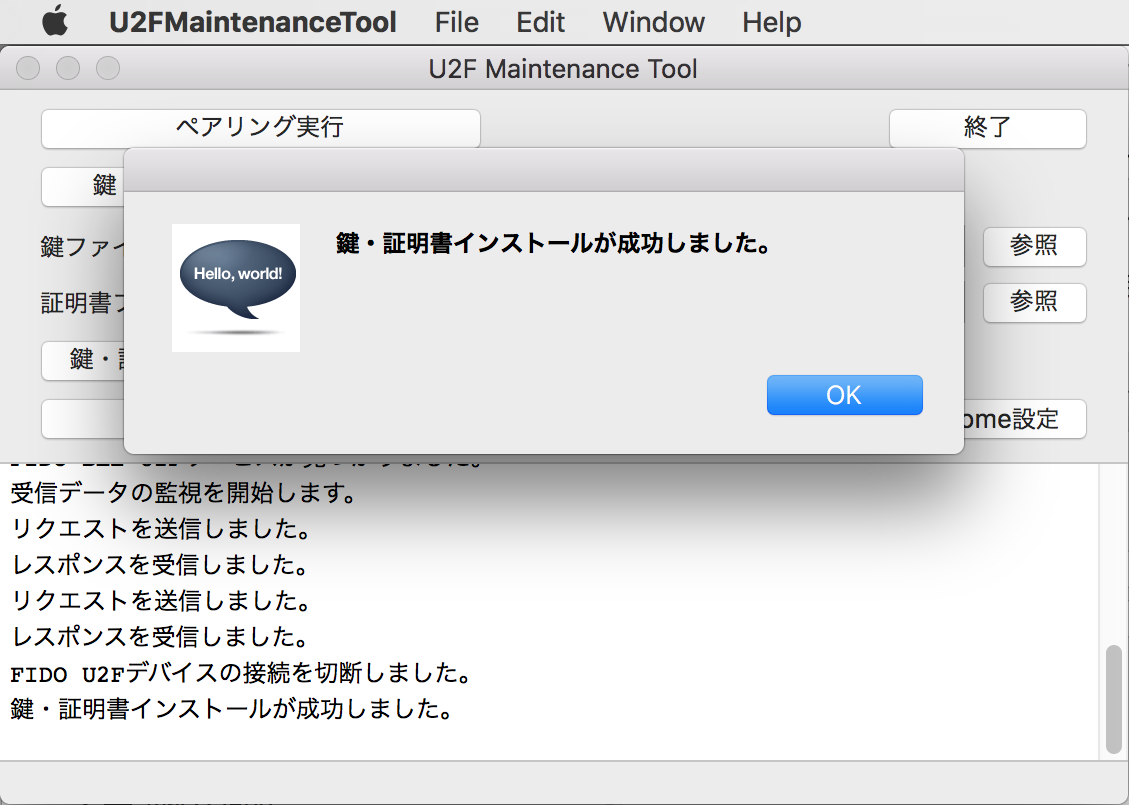 U2FMaintenanceTool File Edit Window Help
U2F Maintenance Tool
ペアリング実行 終了
鍵
鍵・証明書インストールが成功しました。
Hello, world!
鍵ファイ 参照
証明書フ 参照
鍵・証
OK
ome設定
受信データの監視を開始します。
リクエストを送信しました。
レスポンスを受信しました。
リクエストを送信しました。
レスポンスを受信しました。
FIDO U2Fデバイスの接続を切断しました。
鍵・証明書インストールが成功しました。